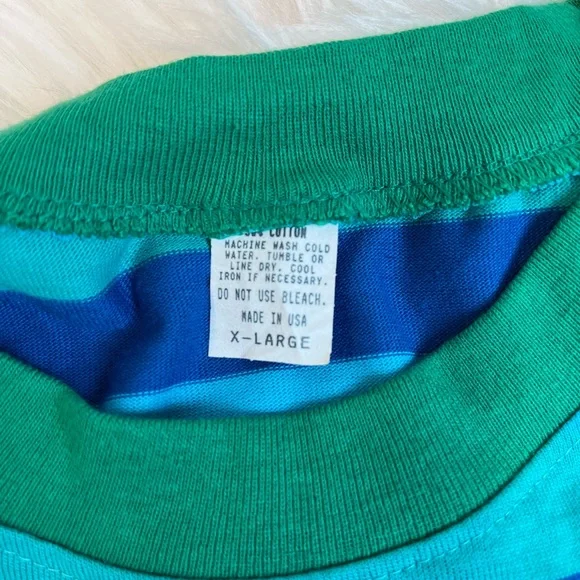 COTTON
MACHINE WASH COLD
WATER. TUMBLE OR
LINE DRY. COOL
IRON IF NECESSARY.
DO NOT USE BLEACH.
MADE IN USA
X-LARGE